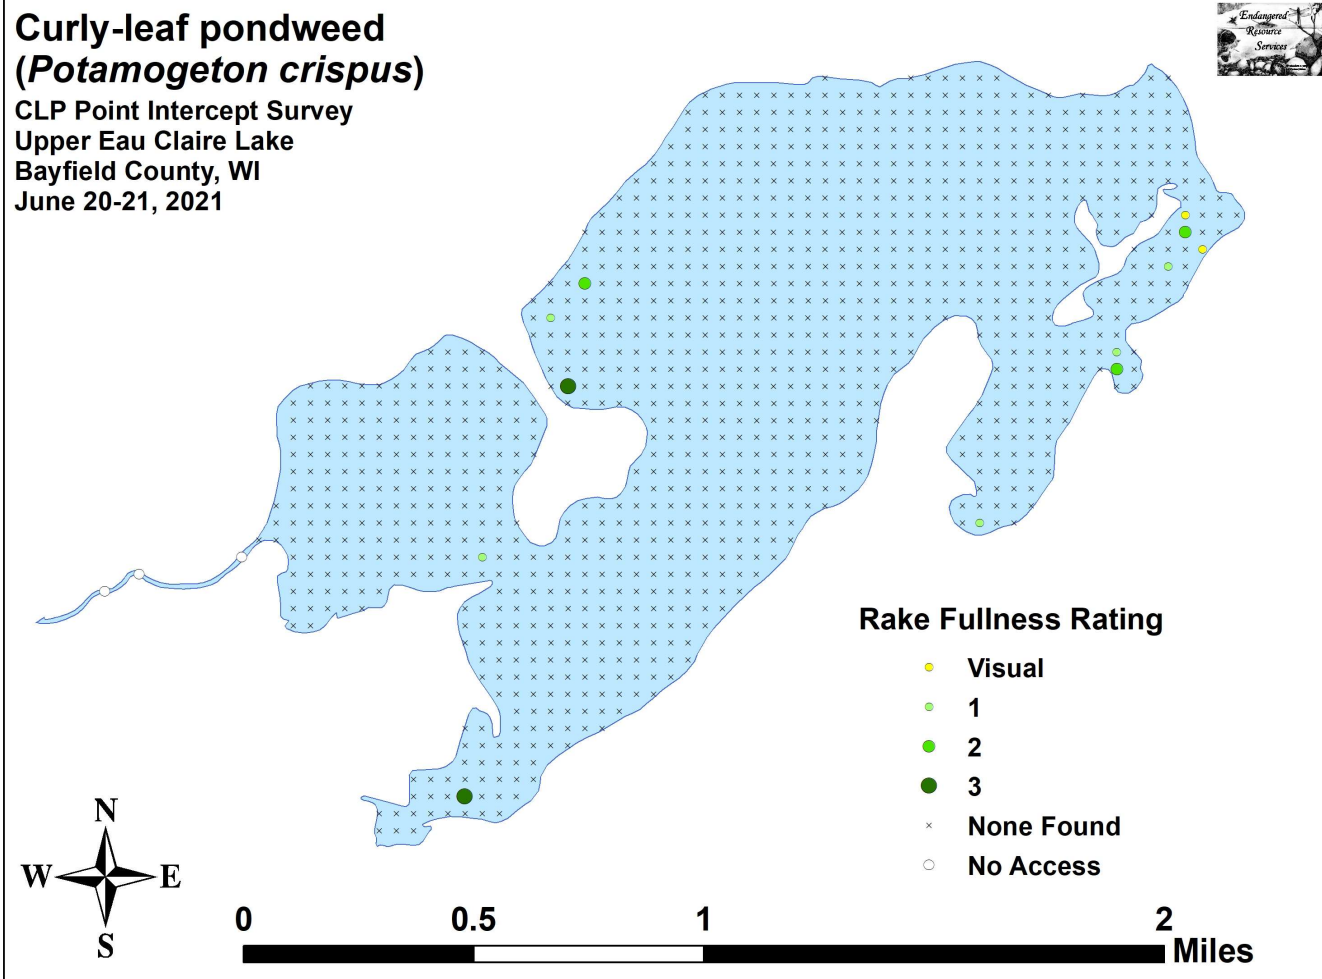 Curly-leaf pondweed
(Potamogeton crispus)
CLP Point Intercept Survey
Upper Eau Claire Lake
Bayfield County, WI
June 20-21, 2021
Endangered
Resource
Services
Rake Fullness Rating
Visual
1
2
3
None Found
No Access
N
W E
S
0 0.5 1 2
Miles